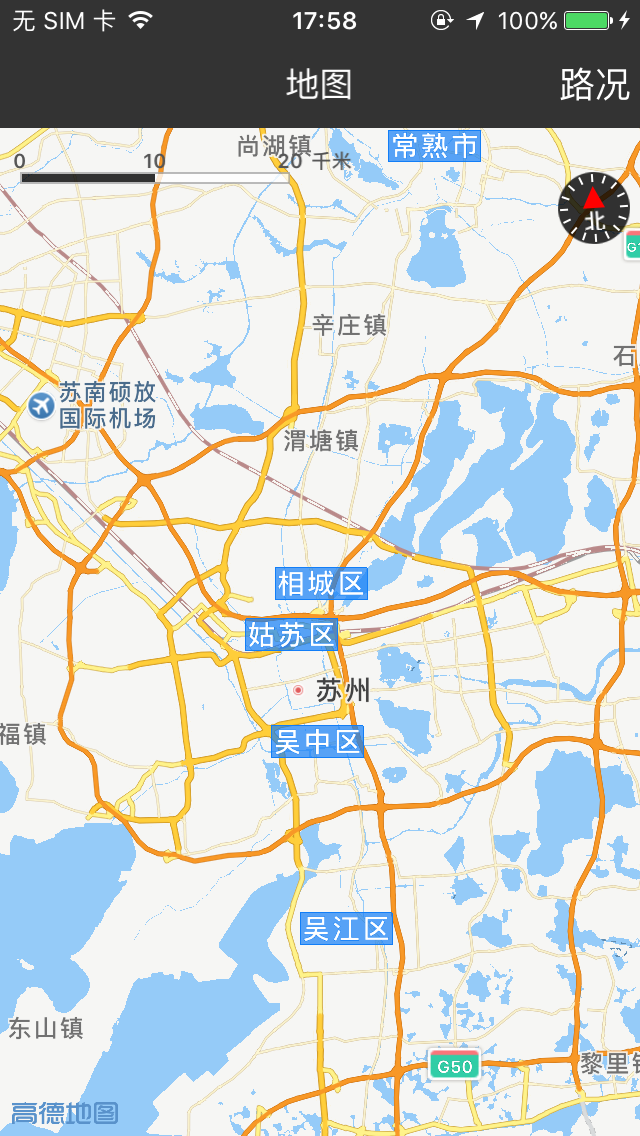 无 SIM 卡
17:58
100%
地图
路况
尚湖镇
常熟市
0
10
20 千米
北
辛庄镇
石
苏南硕放
国际机场
渭塘镇
相城区
姑苏区
苏州
福镇
吴中区
吴江区
东山镇
G50
黎里镇
高德地图